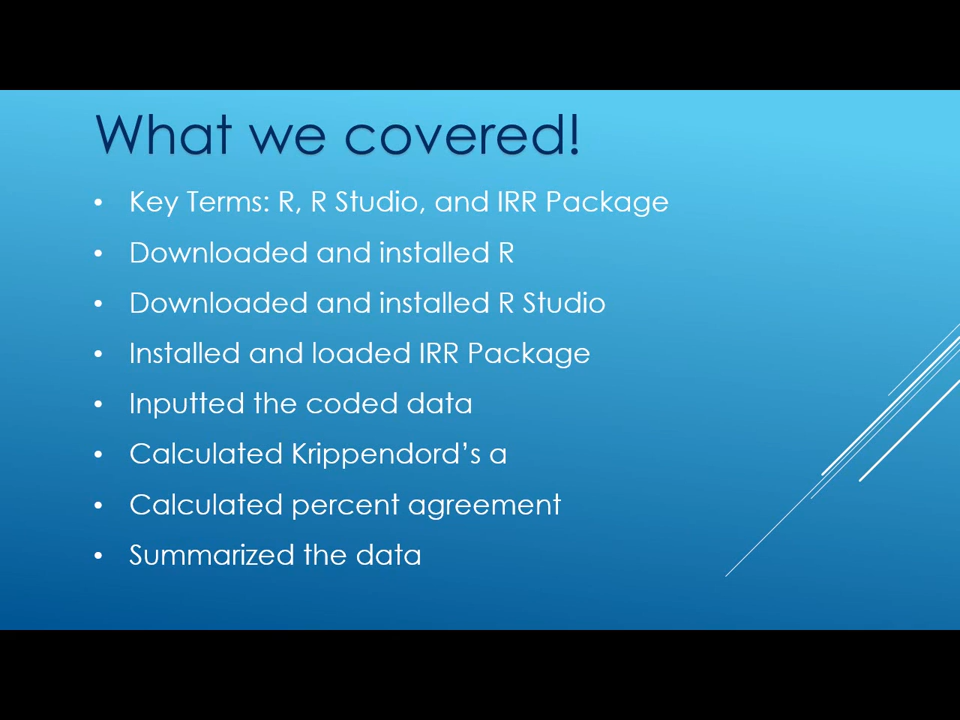 What we covered!
• Key Terms: R, R Studio, and IRR Package
• Downloaded and installed R
• Downloaded and installed R Studio
• Installed and loaded IRR Package
• Inputted the coded data
• Calculated Krippendord’s a
• Calculated percent agreement
• Summarized the data